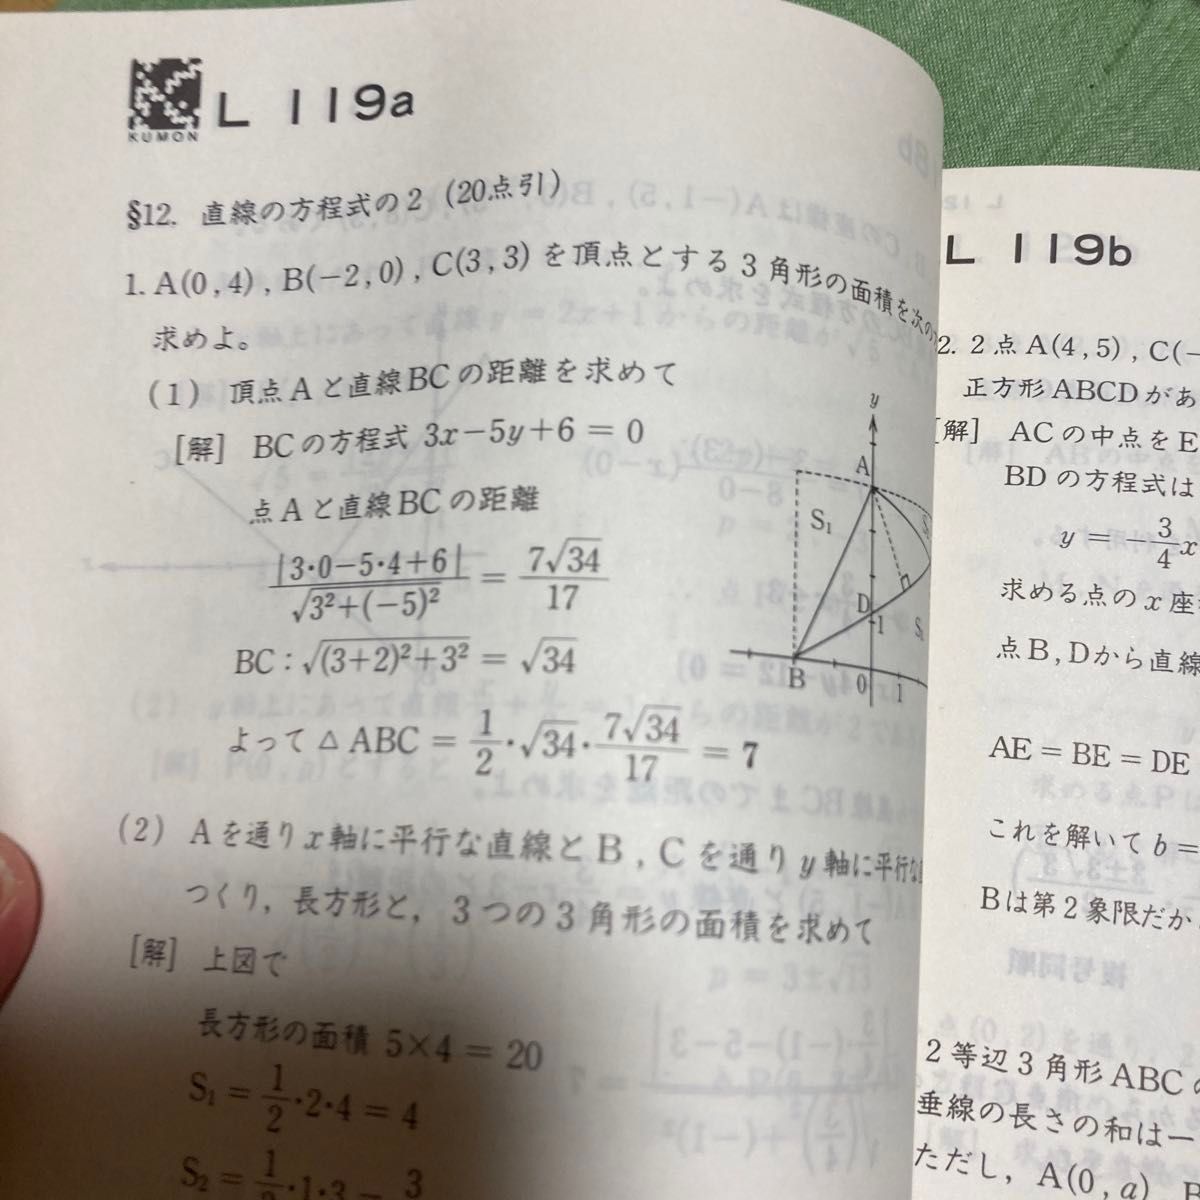 KUMON
L 119a
§12. 直線の方程式の2 (20点引)
1. A(0,4), B(−2,0), C(3,3)を頂点とする3角形の面積を次の
求めよ。
(1) 頂点Aと直線BCの距離を求めて
[解] BCの方程式 3x−5y+6=0
点Aと直線BCの距離
|3·0−5·4+6| / √(3²+(−5)²) = 7√34/17
BC:√((3+2)²+3²) = √34
よって△ABC = 1/2·√34·7√34/17 = 7
y
A
S₁
D
1
B
0
1
(2) Aを通りx軸に平行な直線とB, Cを通りy軸に平行な
つくり, 長方形と, 3つの3角形の面積を求めて
[解] 上図で
長方形の面積 5×4=20
S₁ = 1/2·2·4 = 4
S₂ = 1/2·1·3 = 3
L 119b
2. 2点A(4,5), C(−
正方形ABCDがあ
[解] ACの中点をE
BDの方程式は
y = −3/4x
求める点のx座
点B, Dから直線
AE=BE=DE
これを解いてb=
Bは第2象限だか
2等辺3角形ABC
垂線の長さの和は一
ただし, A(0, a)